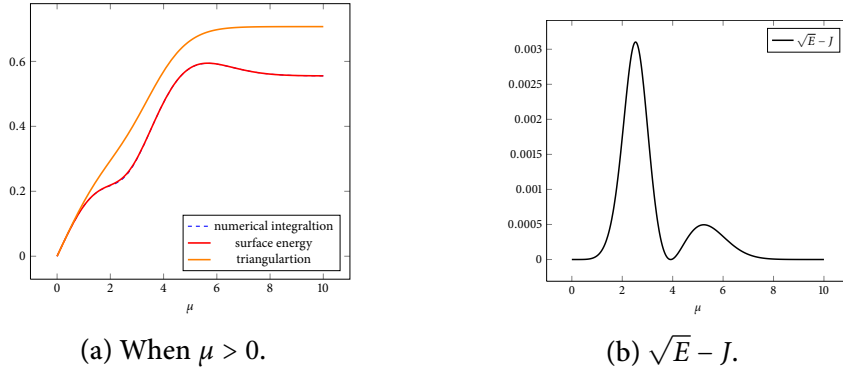 0.6
0.4
0.2
0
0 2 4 6 8 10
μ
numerical integraltion
surface energy
triangulartion
(a) When μ > 0.
0.003
0.0025
0.002
0.0015
0.001
0.0005
0
0 2 4 6 8 10
μ
√E – J
(b) √E – J.